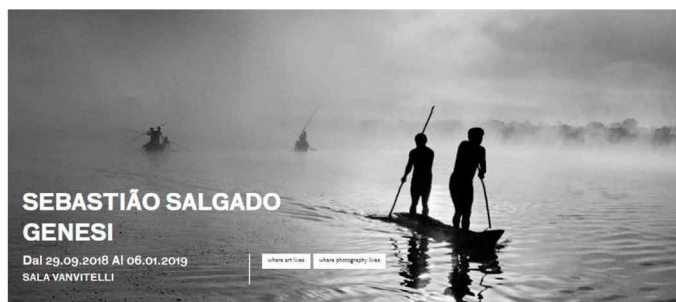 SEBASTIÃO SALGADO
GENESI
Dal 29.09.2018 Al 06.01.2019
SALA VANVITELLI
where art lives
where photography lives